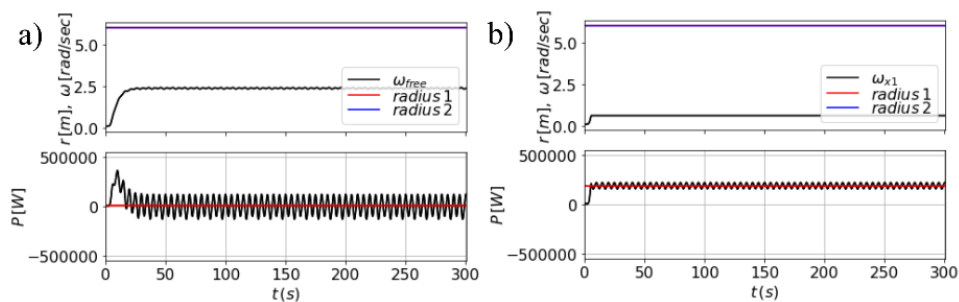 a)
r [m], ω [rad/sec]
5.0
2.5
0.0
ω_free
radius 1
radius 2
P [W]
500000
0
−500000
0 50 100 150 200 250 300
t (s)
b)
r [m], ω [rad/sec]
5.0
2.5
0.0
ω_x1
radius 1
radius 2
P [W]
500000
0
−500000
0 50 100 150 200 250 300
t (s)